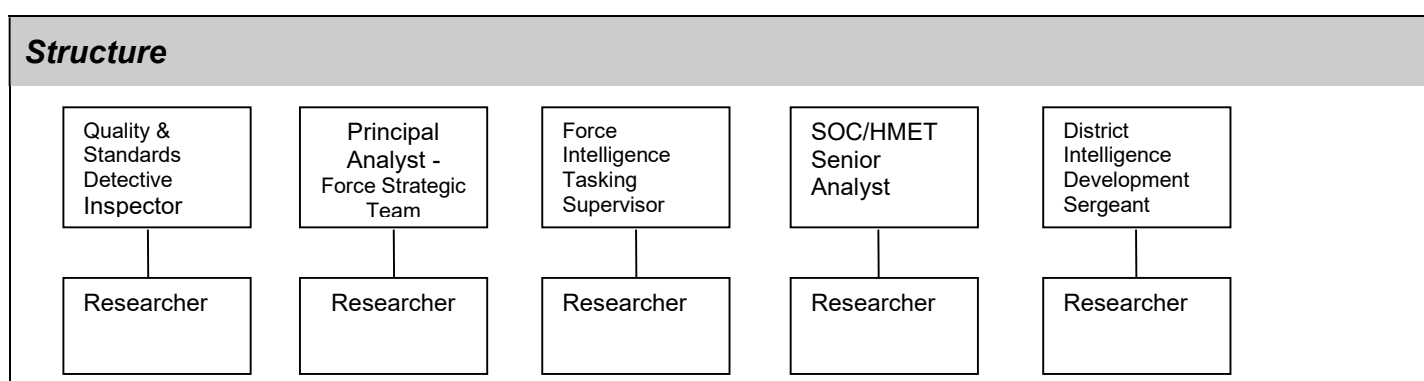 Structure
Quality &
Standards
Detective
Inspector
Principal
Analyst -
Force Strategic
Team
Force
Intelligence
Tasking
Supervisor
SOC/HMET
Senior
Analyst
District
Intelligence
Development
Sergeant
Researcher
Researcher
Researcher
Researcher
Researcher